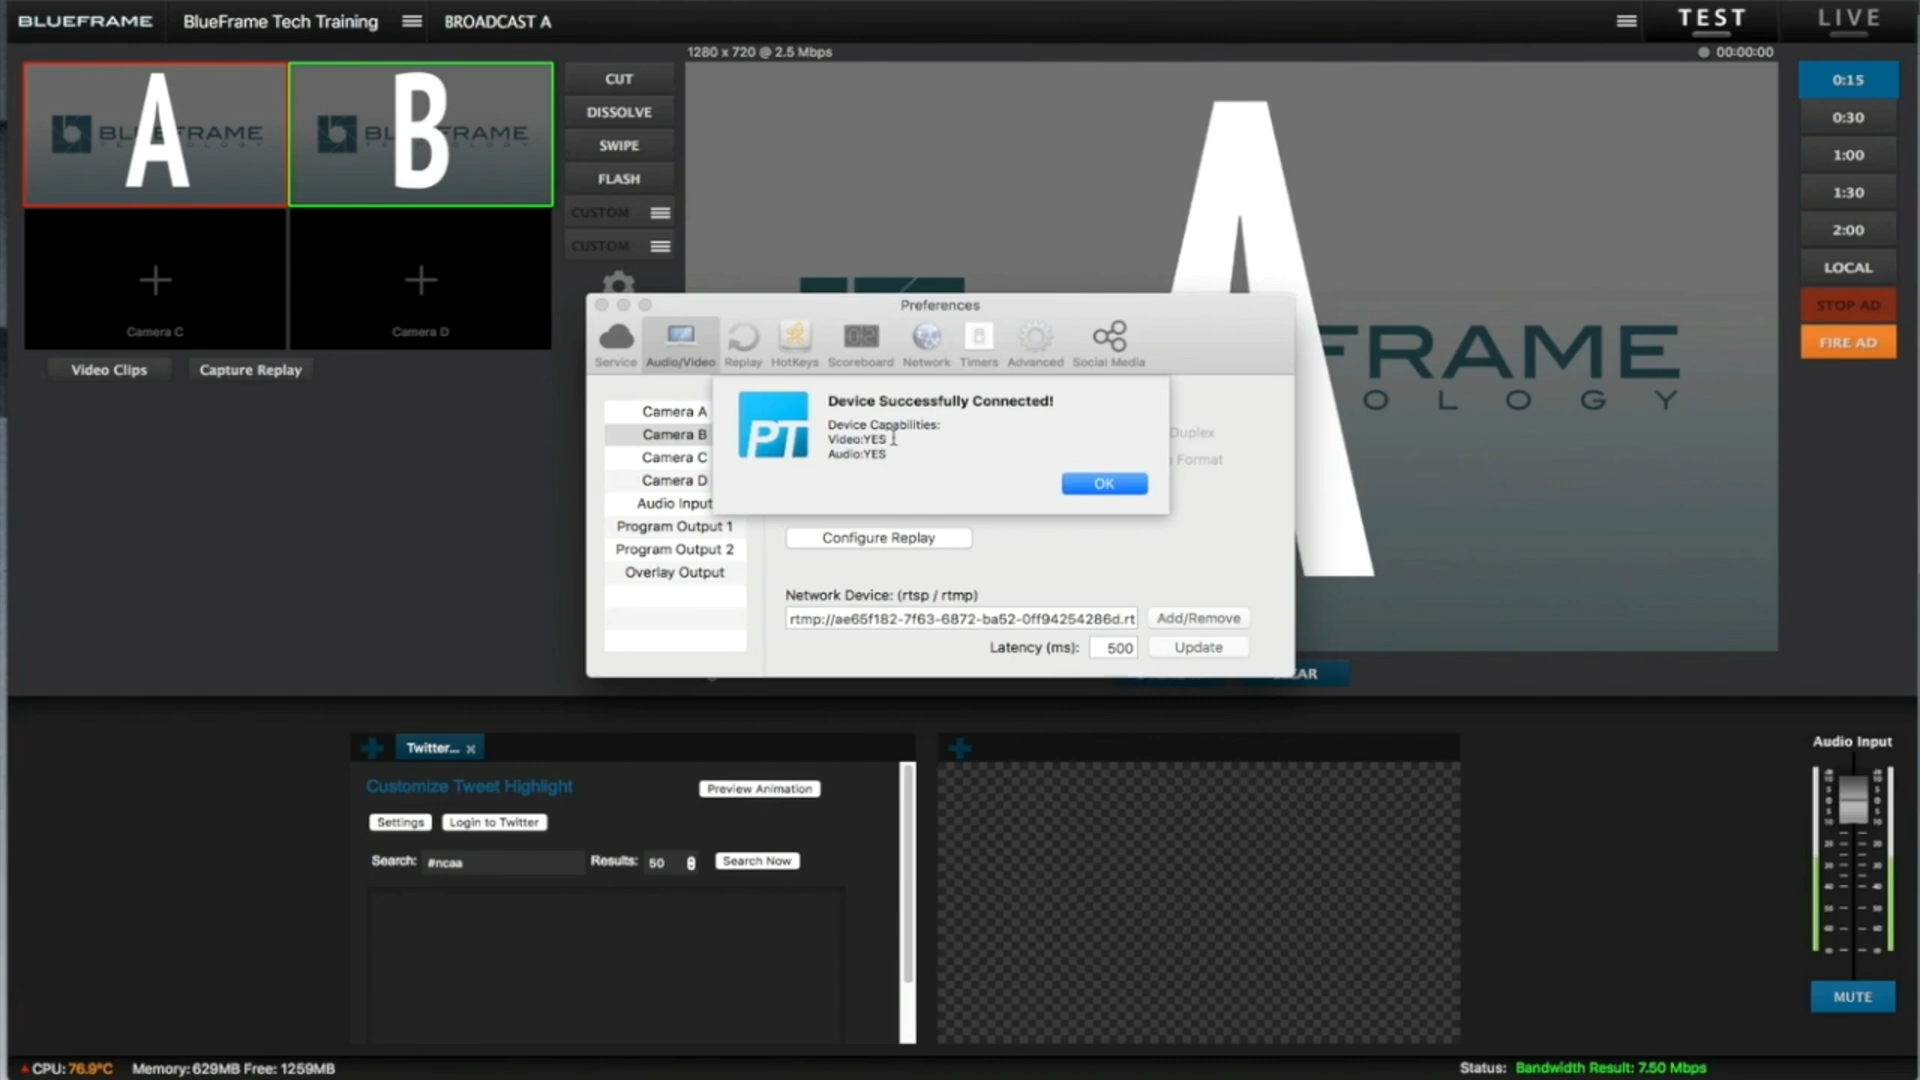 BLUEFRAME
BlueFrame Tech Training
BROADCAST A
TEST
LIVE
1280 x 720 @ 2.5 Mbps
00:00:00
A
BLUEFRAME
TECHNOLOGY
B
BLUEFRAME
TECHNOLOGY
Camera C
Camera D
Video Clips
Capture Replay
CUT
DISSOLVE
SWIPE
FLASH
CUSTOM
CUSTOM
A
FRAME
OLOGY
0:15
0:30
1:00
1:30
2:00
LOCAL
STOP AD
FIRE AD
Preferences
Service
Audio/Video
Replay
HotKeys
Scoreboard
Network
Timers
Advanced
Social Media
Camera A
Camera B
Camera C
Camera D
Audio Input
Program Output 1
Program Output 2
Overlay Output
PT
Device Successfully Connected!
Device Capabilities:
Video:YES
Audio:YES
OK
Duplex
Format
Configure Replay
Network Device: (rtsp / rtmp)
rtmp://ae65f182-7f63-6872-ba52-0ff94254286d.rt
Add/Remove
Latency (ms): 500
Update
EAR
Twitter... x
Customize Tweet Highlight
Preview Animation
Settings
Login to Twitter
Search: #ncaa
Results: 50
Search Now
Audio Input
MUTE
CPU: 76.9°C
Memory: 629MB Free: 1259MB
Status: Bandwidth Result: 7.50 Mbps